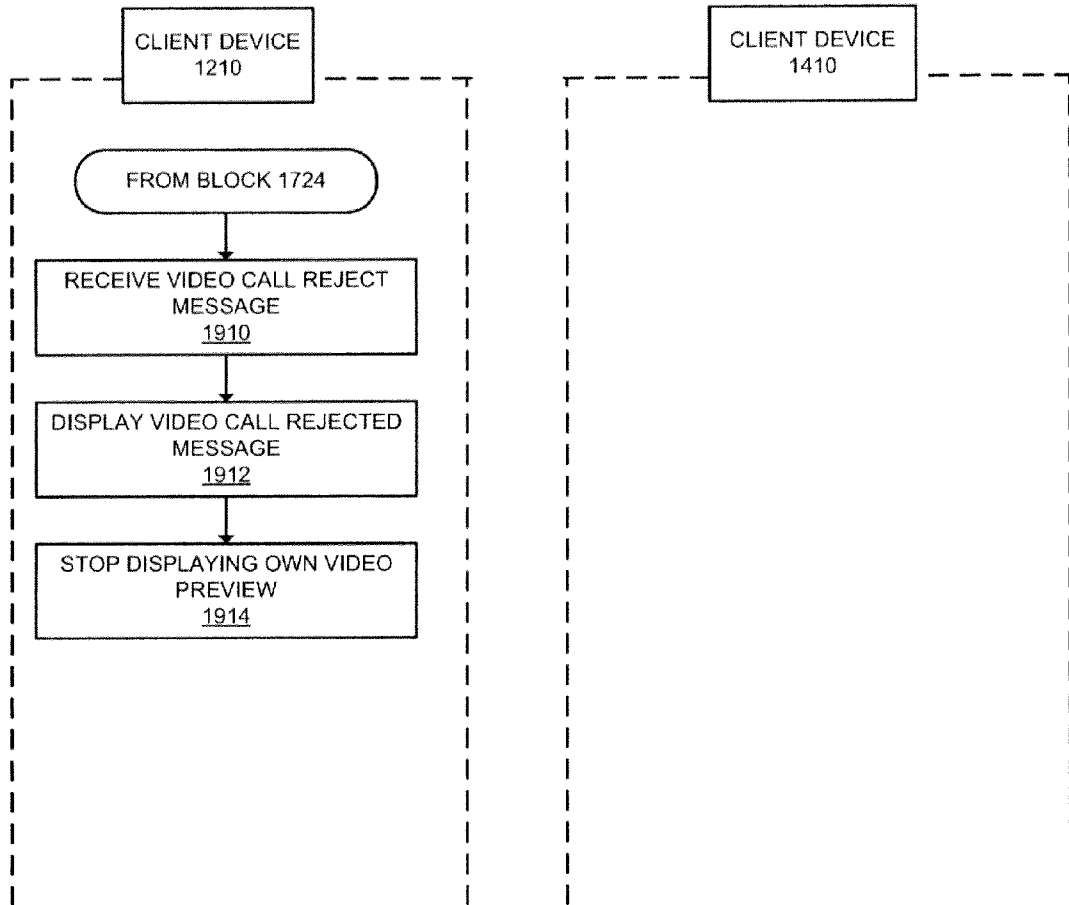 CLIENT DEVICE
1210
CLIENT DEVICE
1410
FROM BLOCK 1724
RECEIVE VIDEO CALL REJECT
MESSAGE
1910
DISPLAY VIDEO CALL REJECTED
MESSAGE
1912
STOP DISPLAYING OWN VIDEO
PREVIEW
1914